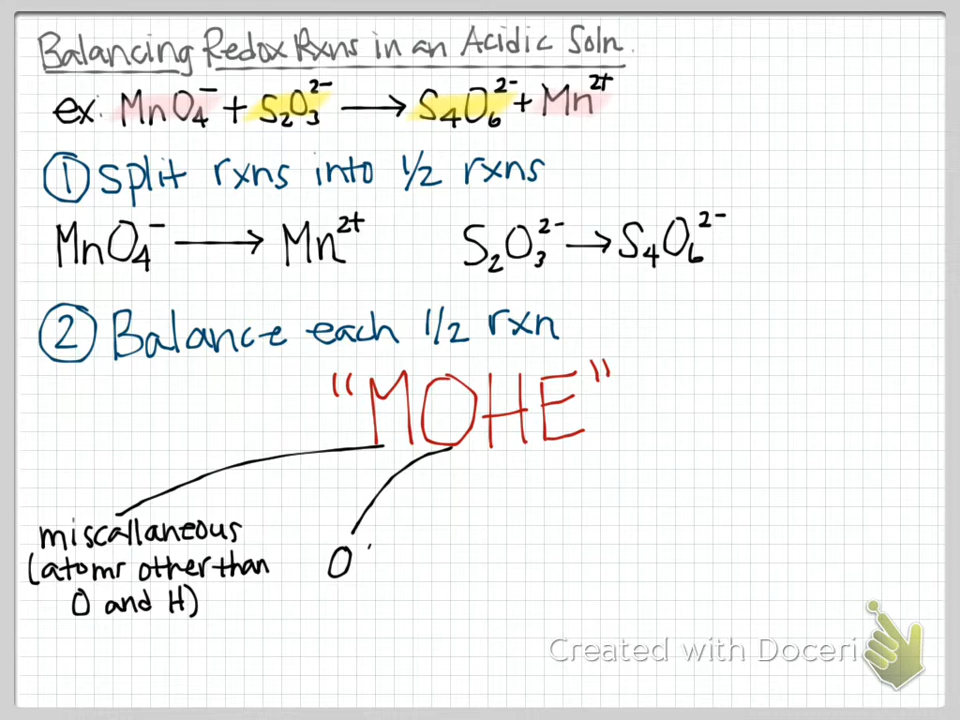 Balancing Redox Rxns in an Acidic Soln.
ex: MnO₄⁻ + S₂O₃²⁻ → S₄O₆²⁻ + Mn²⁺
① split rxns into 1/2 rxns
MnO₄⁻ → Mn²⁺ S₂O₃²⁻ → S₄O₆²⁻
② Balance each 1/2 rxn
"MOHE"
miscallaneous
(atoms other than
O and H)
O
Created with Doceri